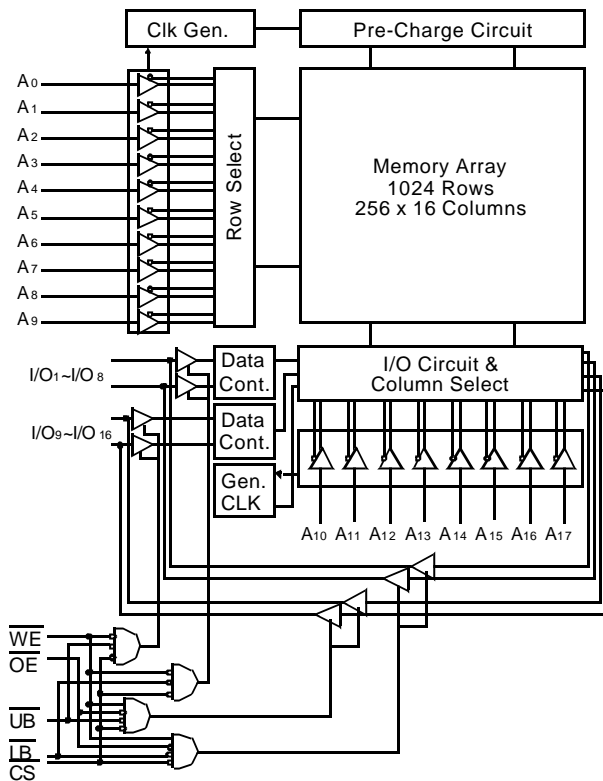 Clk Gen.
Pre-Charge Circuit
A0
A1
A2
A3
A4
A5
A6
A7
A8
A9
Row Select
Memory Array
1024 Rows
256 x 16 Columns
I/O1~I/O 8
I/O9~I/O 16
Data
Cont.
Data
Cont.
Gen.
CLK
I/O Circuit &
Column Select
A10 A11 A12 A13 A14 A15 A16 A17
WE
OE
UB
LB
CS